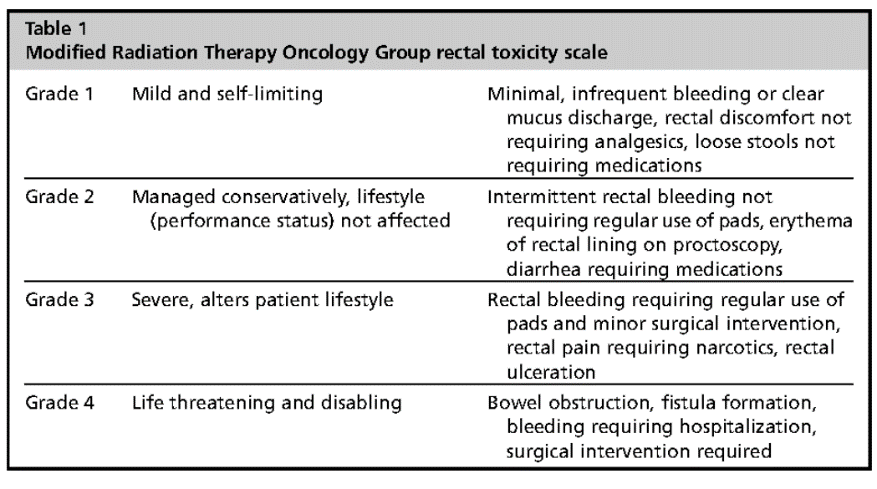 Table 1
Modified Radiation Therapy Oncology Group rectal toxicity scale
Grade 1 Mild and self-limiting Minimal, infrequent bleeding or clear
mucus discharge, rectal discomfort not
requiring analgesics, loose stools not
requiring medications
Grade 2 Managed conservatively, lifestyle Intermittent rectal bleeding not
(performance status) not affected requiring regular use of pads, erythema
of rectal lining on proctoscopy,
diarrhea requiring medications
Grade 3 Severe, alters patient lifestyle Rectal bleeding requiring regular use of
pads and minor surgical intervention,
rectal pain requiring narcotics, rectal
ulceration
Grade 4 Life threatening and disabling Bowel obstruction, fistula formation,
bleeding requiring hospitalization,
surgical intervention required